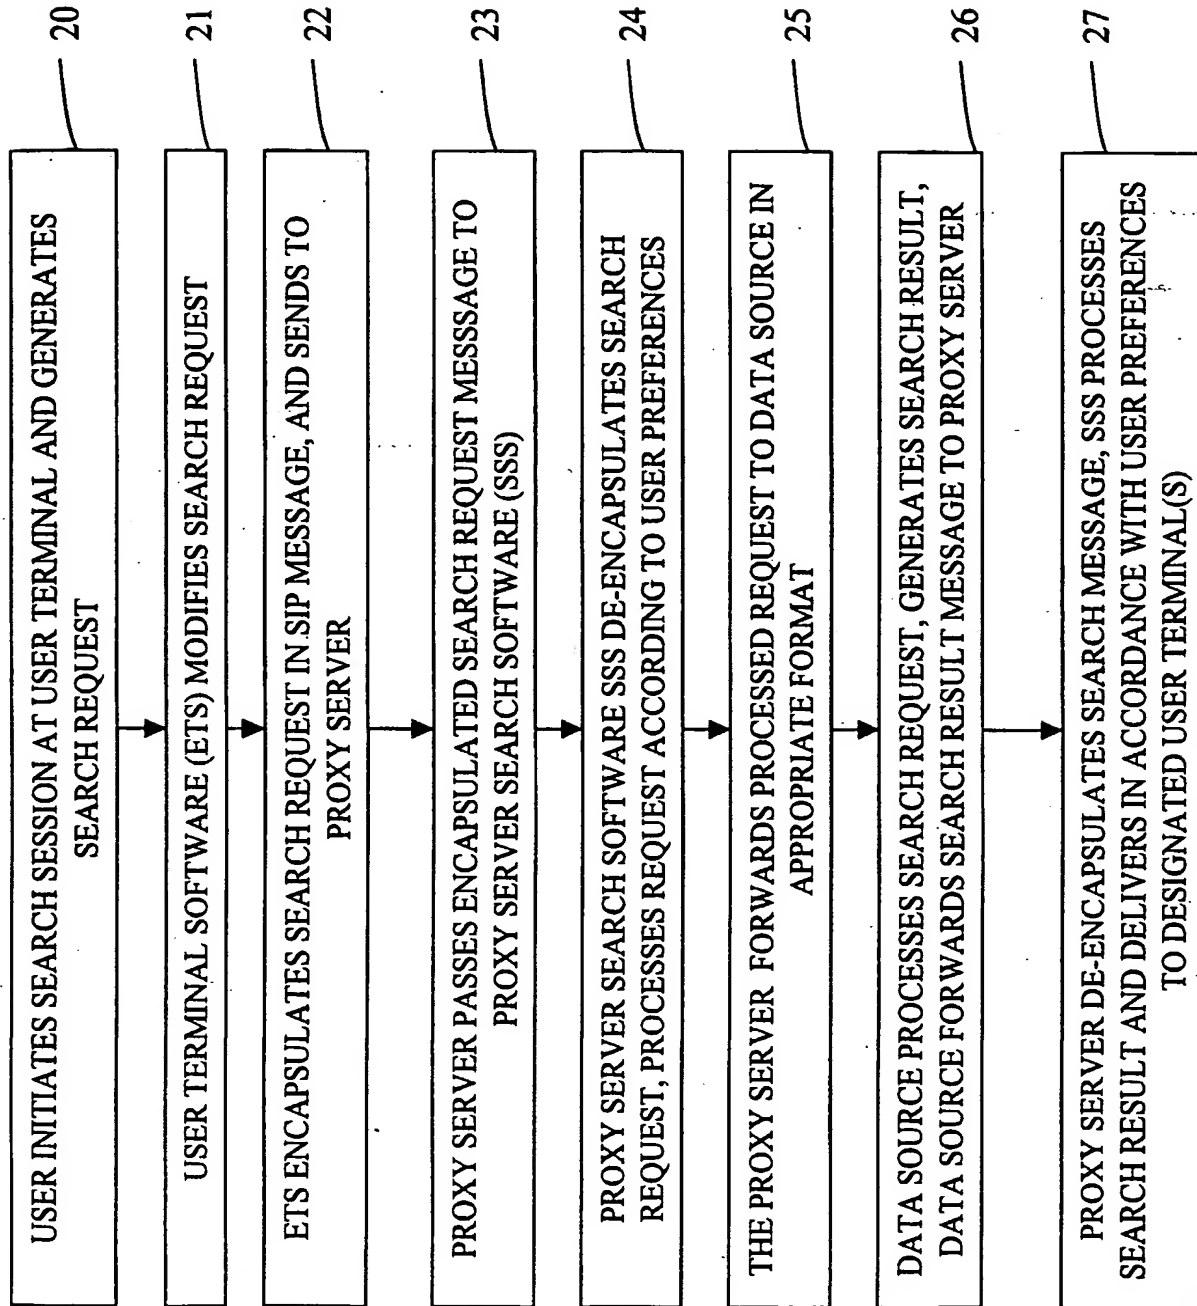 USER INITIATES SEARCH SESSION AT USER TERMINAL AND GENERATES
SEARCH REQUEST
20
USER TERMINAL SOFTWARE (ETS) MODIFIES SEARCH REQUEST
21
ETS ENCAPSULATES SEARCH REQUEST IN SIP MESSAGE, AND SENDS TO
PROXY SERVER
22
PROXY SERVER PASSES ENCAPSULATED SEARCH REQUEST MESSSAGE TO
PROXY SERVER SEARCH SOFTWARE (SSS)
23
PROXY SERVER SEARCH SOFTWARE SSS DE-ENCAPSULATES SEARCH
REQUEST, PROCESSES REQUEST ACCORDING TO USER PREFERENCES
24
THE PROXY SERVER FORWARDS PROCESSED REQUEST TO DATA SOURCE IN
APPROPRIATE FORMAT
25
DATA SOURCE PROCESSES SEARCH REQUEST, GENERATES SEARCH RESULT,
DATA SOURCE FORWARDS SEARCH RESULT MESSAGE TO PROXY SERVER
26
PROXY SERVER DE-ENCAPSULATES SEARCH MESSAGE, SSS PROCESSES
SEARCH RESULT AND DELIVERS IN ACCORDANCE WITH USER PREFERENCES
TO DESIGNATED USER TERMINAL(S)
27